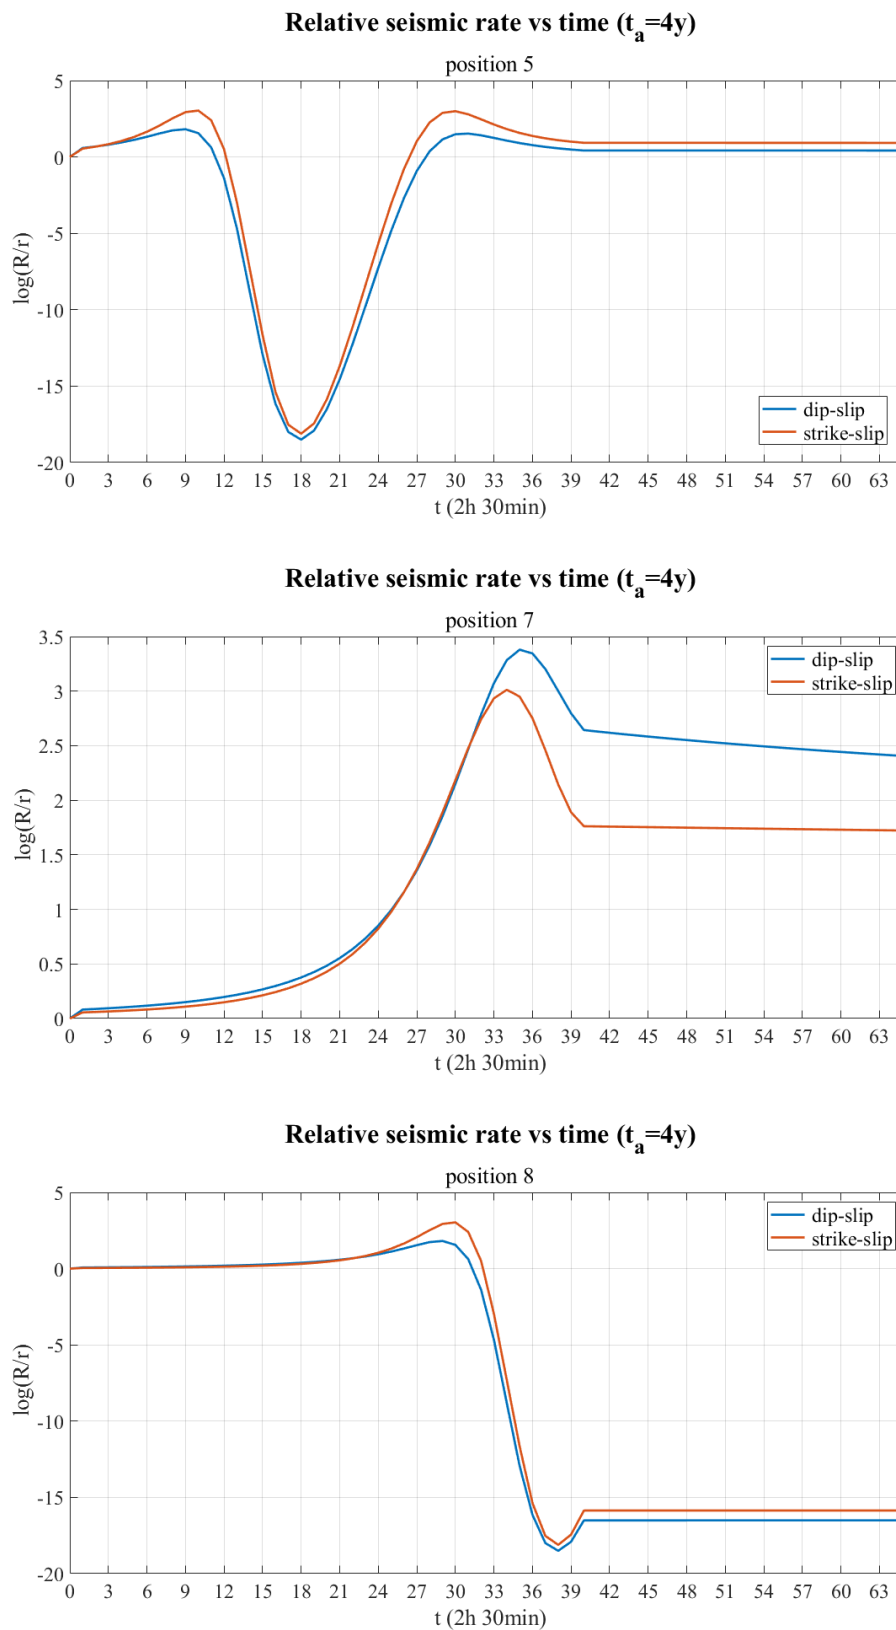 Relative seismic rate vs time (t_a=4y)
position 5
5
0
-5
-10
-15
-20
log(R/r)
dip-slip
strike-slip
0 3 6 9 12 15 18 21 24 27 30 33 36 39 42 45 48 51 54 57 60 63
t (2h 30min)
Relative seismic rate vs time (t_a=4y)
position 7
3.5
3
2.5
2
1.5
1
0.5
0
log(R/r)
dip-slip
strike-slip
0 3 6 9 12 15 18 21 24 27 30 33 36 39 42 45 48 51 54 57 60 63
t (2h 30min)
Relative seismic rate vs time (t_a=4y)
position 8
5
0
-5
-10
-15
-20
log(R/r)
dip-slip
strike-slip
0 3 6 9 12 15 18 21 24 27 30 33 36 39 42 45 48 51 54 57 60 63
t (2h 30min)